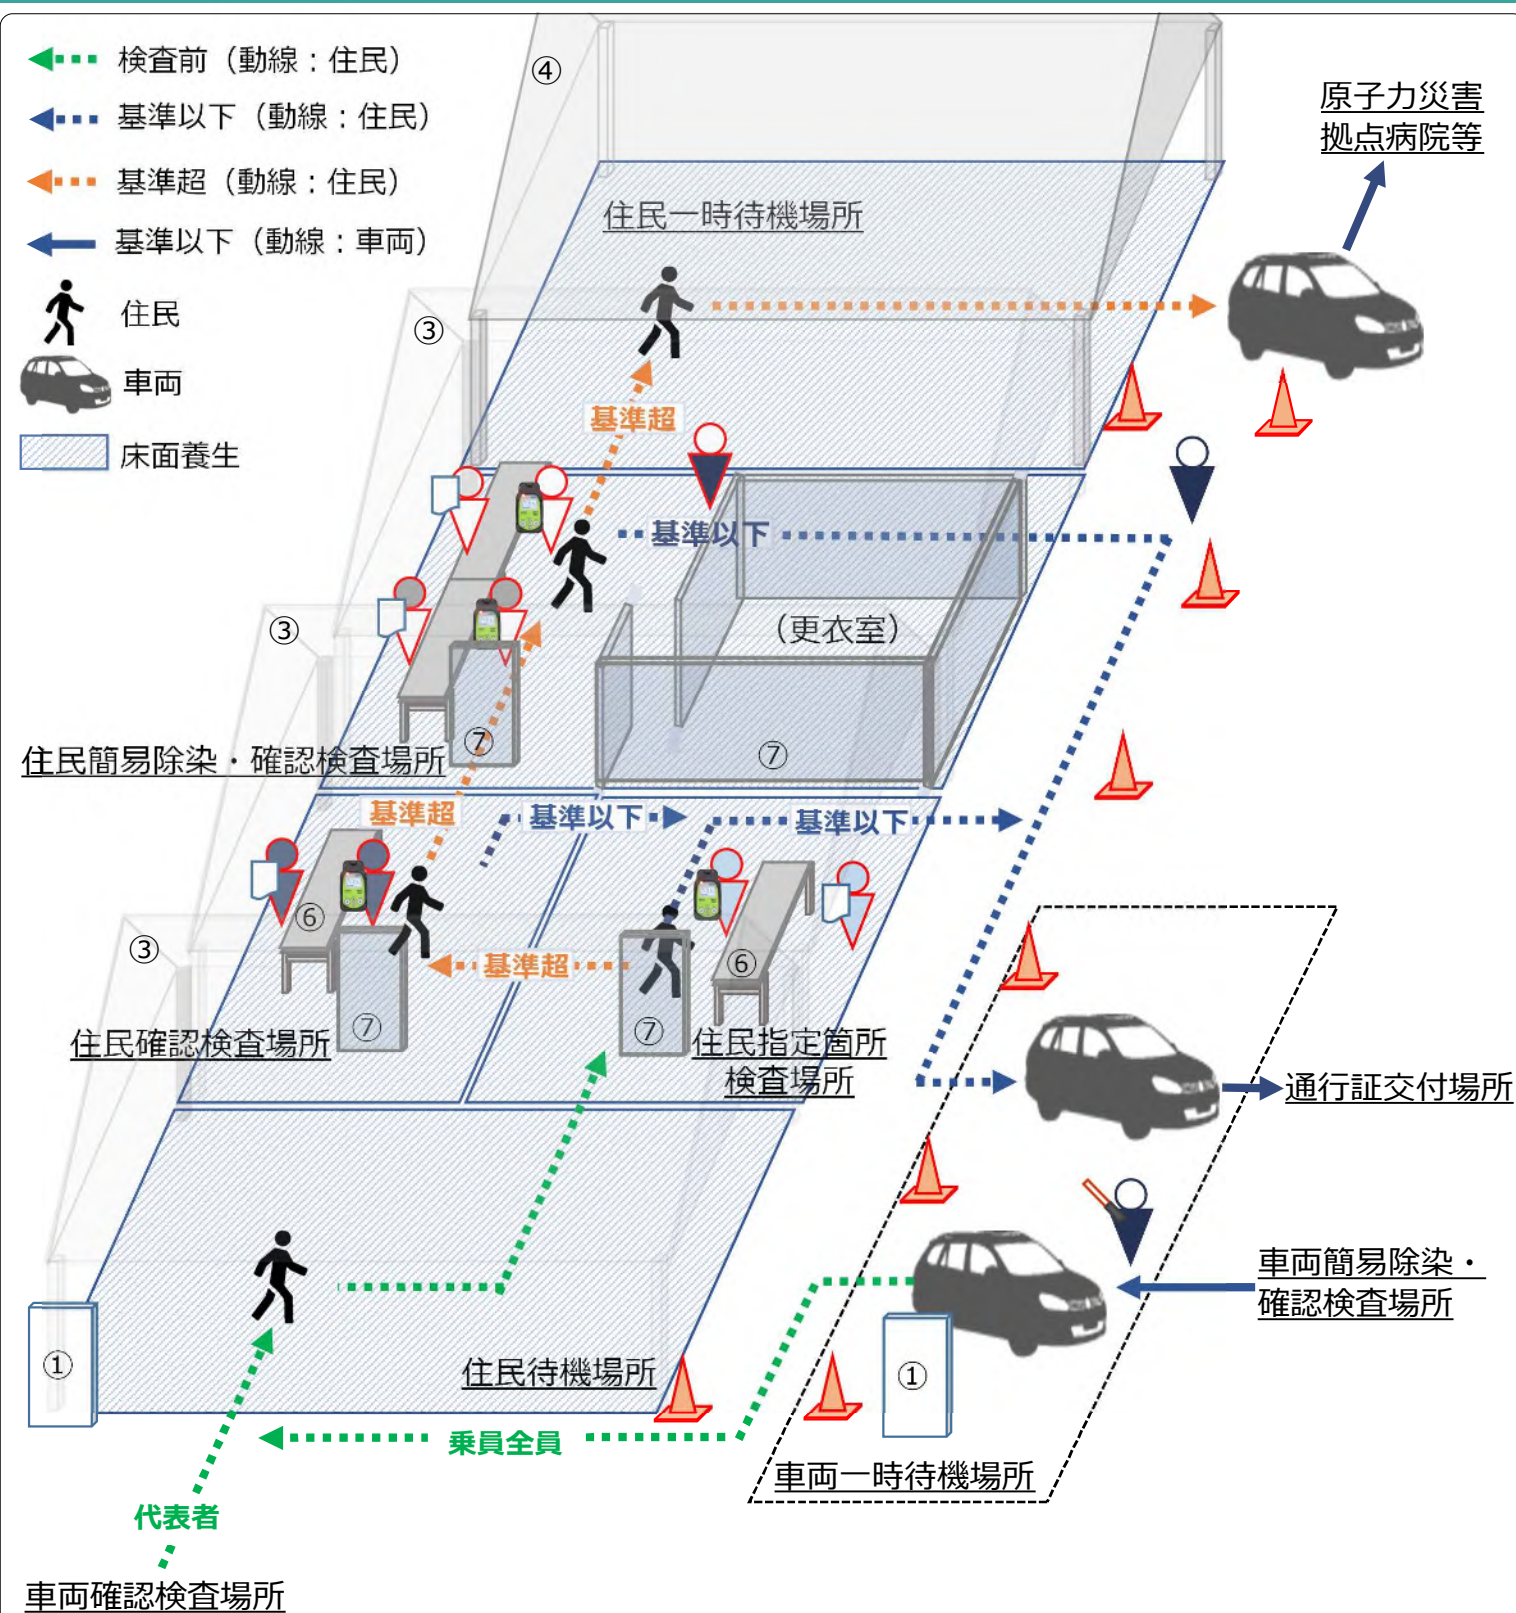 検査前（動線：住民）
基準以下（動線：住民）
基準超（動線：住民）
基準以下（動線：車両）
住民
車両
床面養生
④
原子力災害
拠点病院等
住民一時待機場所
③
基準超
基準以下
③
（更衣室）
⑦
⑦
住民簡易除染・確認検査場所
基準超
基準以下
基準以下
⑥
③
基準超
⑥
⑦
⑦
住民確認検査場所
住民指定箇所
検査場所
通行証交付場所
車両簡易除染・
確認検査場所
①
①
住民待機場所
乗員全員
車両一時待機場所
代表者
車両確認検査場所